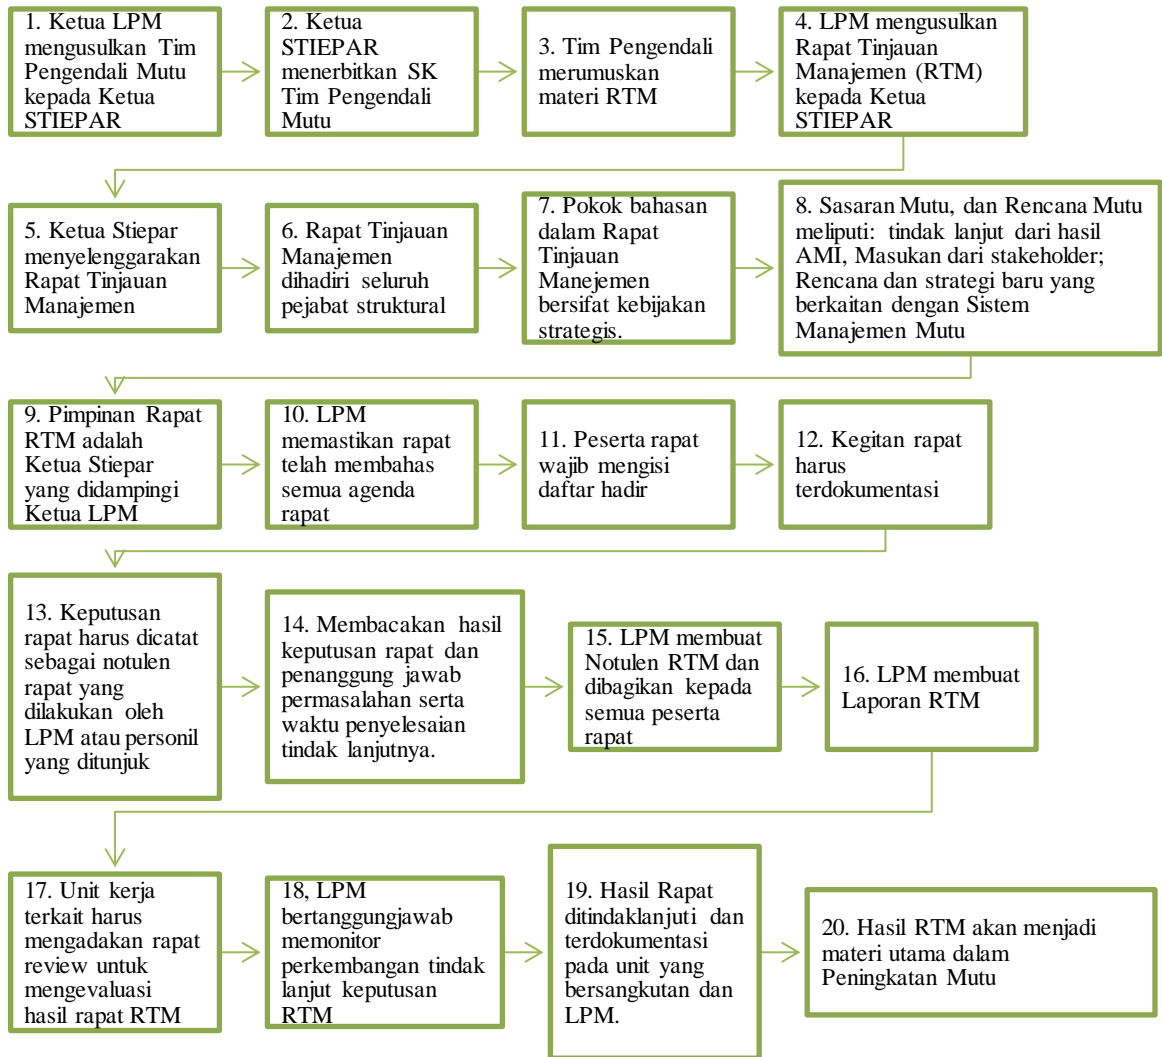 1. Ketua LPM
mengusulkan Tim
Pengendali Mutu
kepada Ketua
STIEPAR
2. Ketua
STIEPAR
menerbitkan SK
Tim Pengendali
Mutu
3. Tim Pengendali
merumuskan
materi RTM
4. LPM mengusulkan
Rapat Tinjauan
Manajemen (RTM)
kepada Ketua
STIEPAR
5. Ketua Stiepar
menyelenggarakan
Rapat Tinjauan
Manajemen
6. Rapat Tinjauan
Manajemen
dihadiri seluruh
pejabat struktural
7. Pokok bahasan
dalam Rapat
Tinjauan
Manejemen
bersifat kebijakan
strategis.
8. Sasaran Mutu, dan Rencana Mutu
meliputi: tindak lanjut dari hasil
AMI, Masukan dari stakeholder;
Rencana dan strategi baru yang
berkaitan dengan Sistem
Manajemen Mutu
9. Pimpinan Rapat
RTM adalah
Ketua Stiepar
yang didampingi
Ketua LPM
10. LPM
memastikan rapat
telah membahas
semua agenda
rapat
11. Peserta rapat
wajib mengisi
daftar hadir
12. Kegitan rapat
harus
terdokumentasi
13. Keputusan
rapat harus dicatat
sebagai notulen
rapat yang
dilakukan oleh
LPM atau personil
yang ditunjuk
14. Membacakan hasil
keputusan rapat dan
penanggung jawab
permasalahan serta
waktu penyelesaian
tindak lanjutnya.
15. LPM membuat
Notulen RTM dan
dibagikan kepada
semua peserta
rapat
16. LPM membuat
Laporan RTM
17. Unit kerja
terkait harus
mengadakan rapat
review untuk
mengevaluasi
hasil rapat RTM
18, LPM
bertanggungjawab
memonitor
perkembangan tindak
lanjut keputusan
RTM
19. Hasil Rapat
ditindaklanjuti dan
terdokumentasi
pada unit yang
bersangkutan dan
LPM.
20. Hasil RTM akan menjadi
materi utama dalam
Peningkatan Mutu